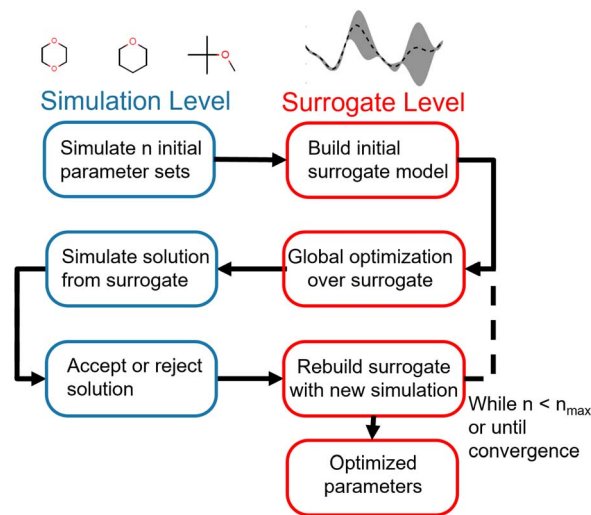 O
O
O
O
Simulation Level
Surrogate Level
Simulate n initial
parameter sets
Build initial
surrogate model
Simulate solution
from surrogate
Global optimization
over surrogate
Accept or reject
solution
Rebuild surrogate
with new simulation
While n < nmax
or until
convergence
Optimized
parameters